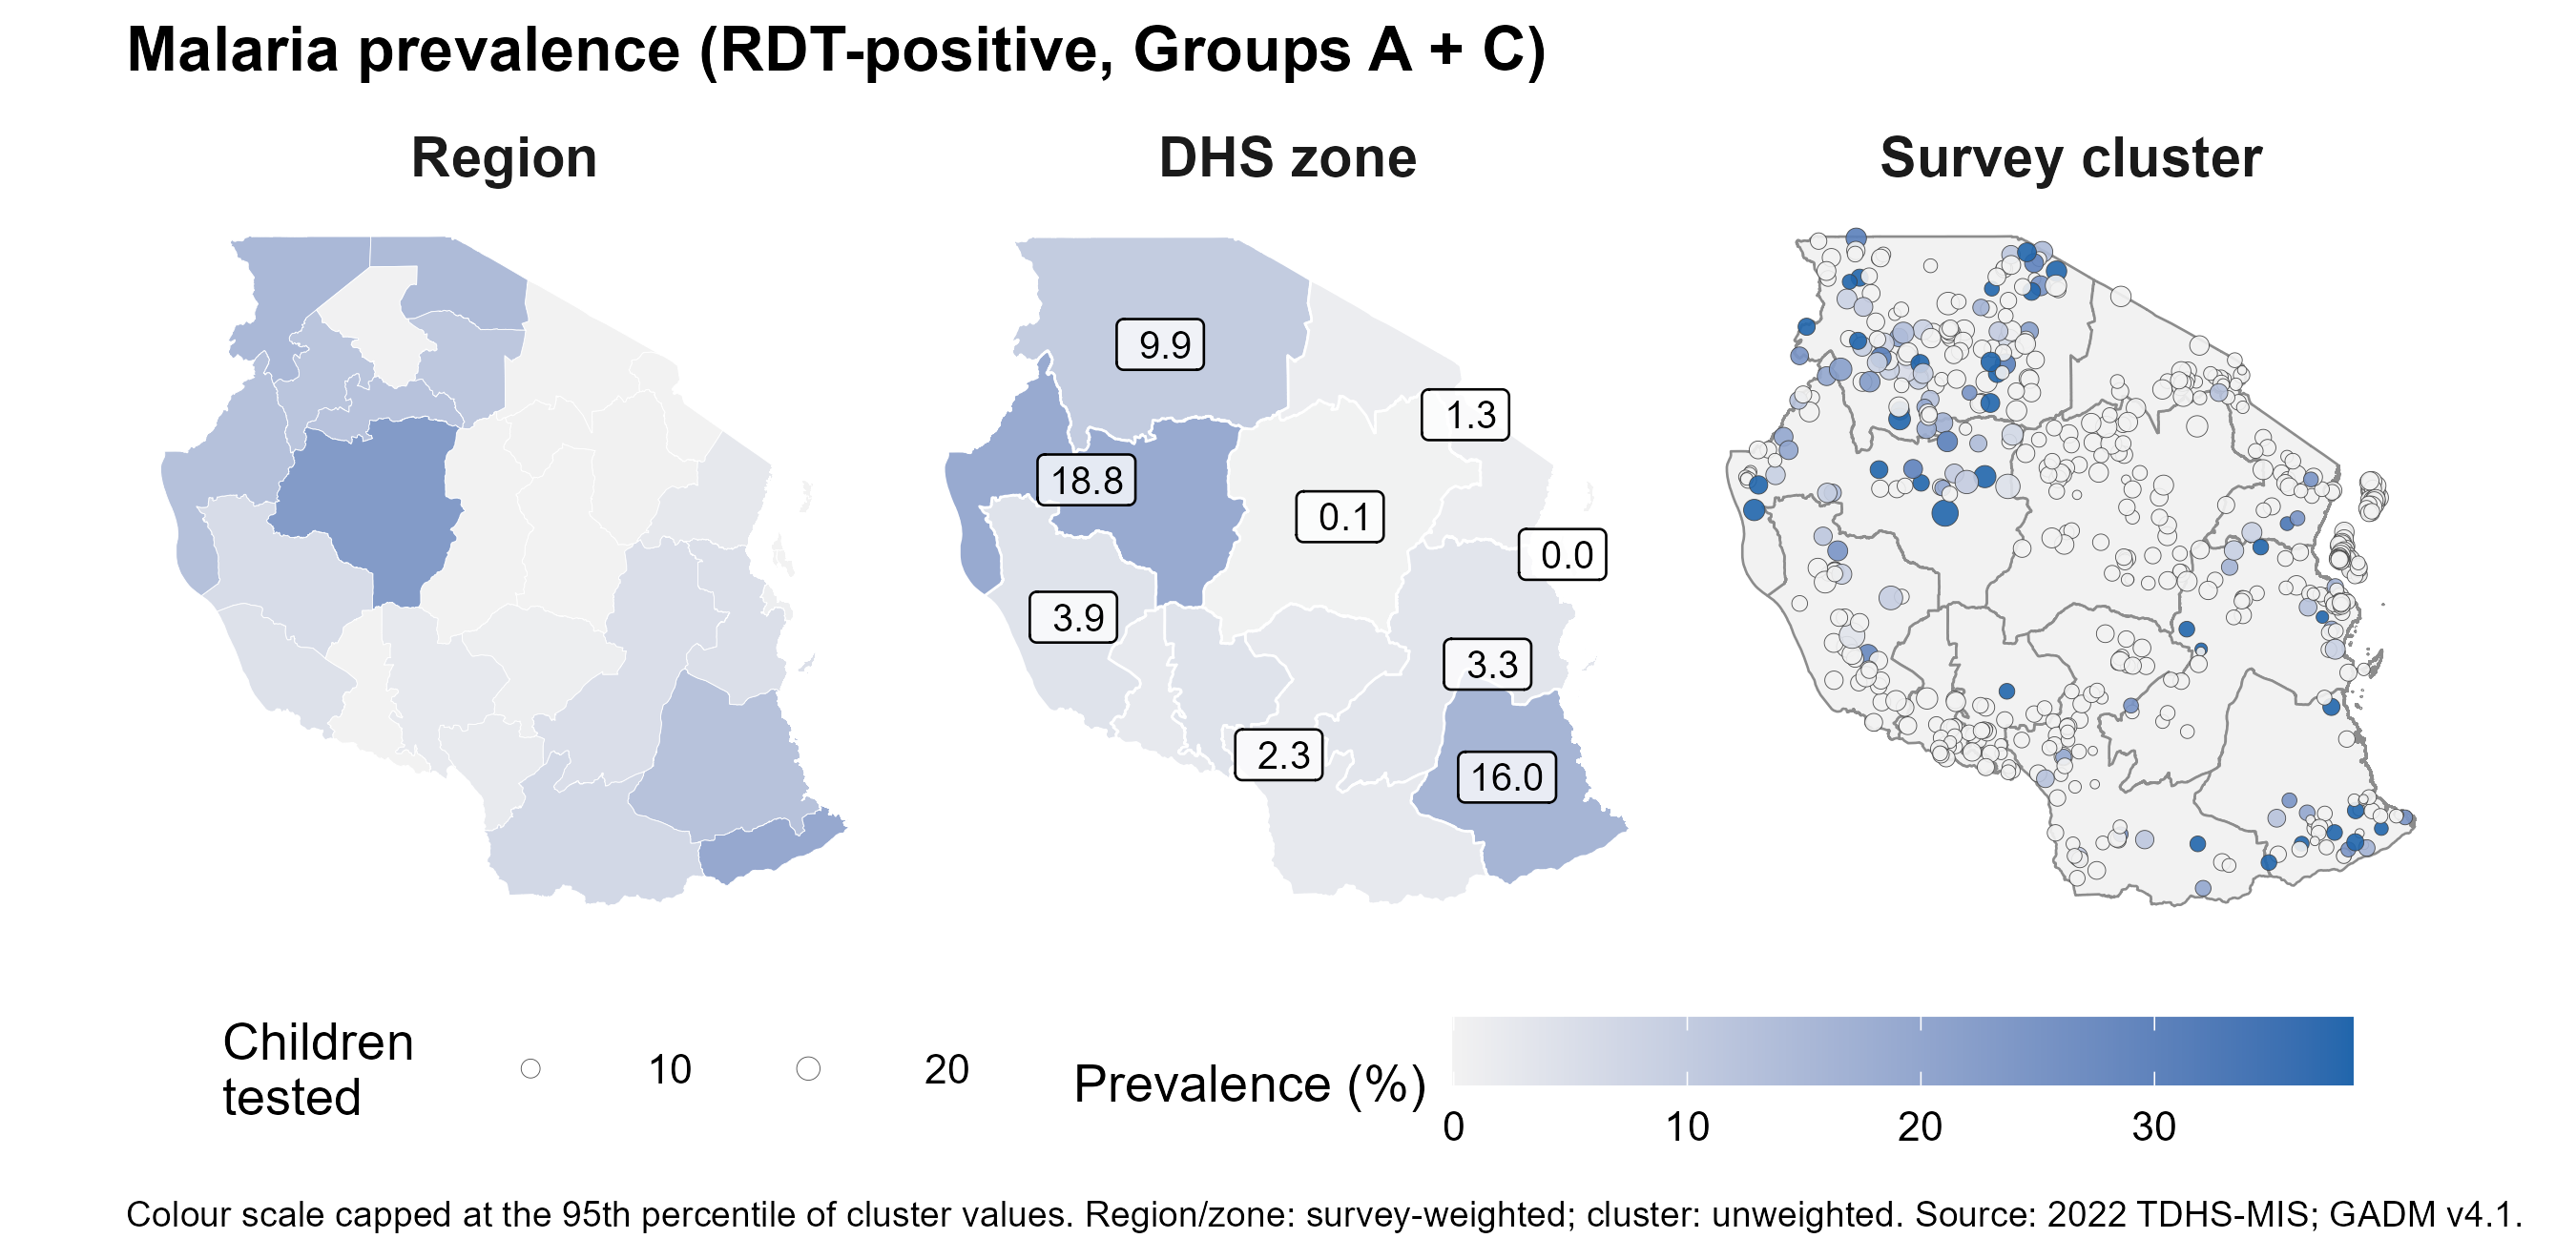 Malaria prevalence (RDT-positive, Groups A + C)
Region
DHS zone
Survey cluster
9.9
1.3
18.8
0.1
0.0
3.9
3.3
2.3
16.0
Children
tested
10
20
Prevalence (%)
0
10
20
30
Colour scale capped at the 95th percentile of cluster values. Region/zone: survey-weighted; cluster: unweighted. Source: 2022 TDHS-MIS; GADM v4.1.